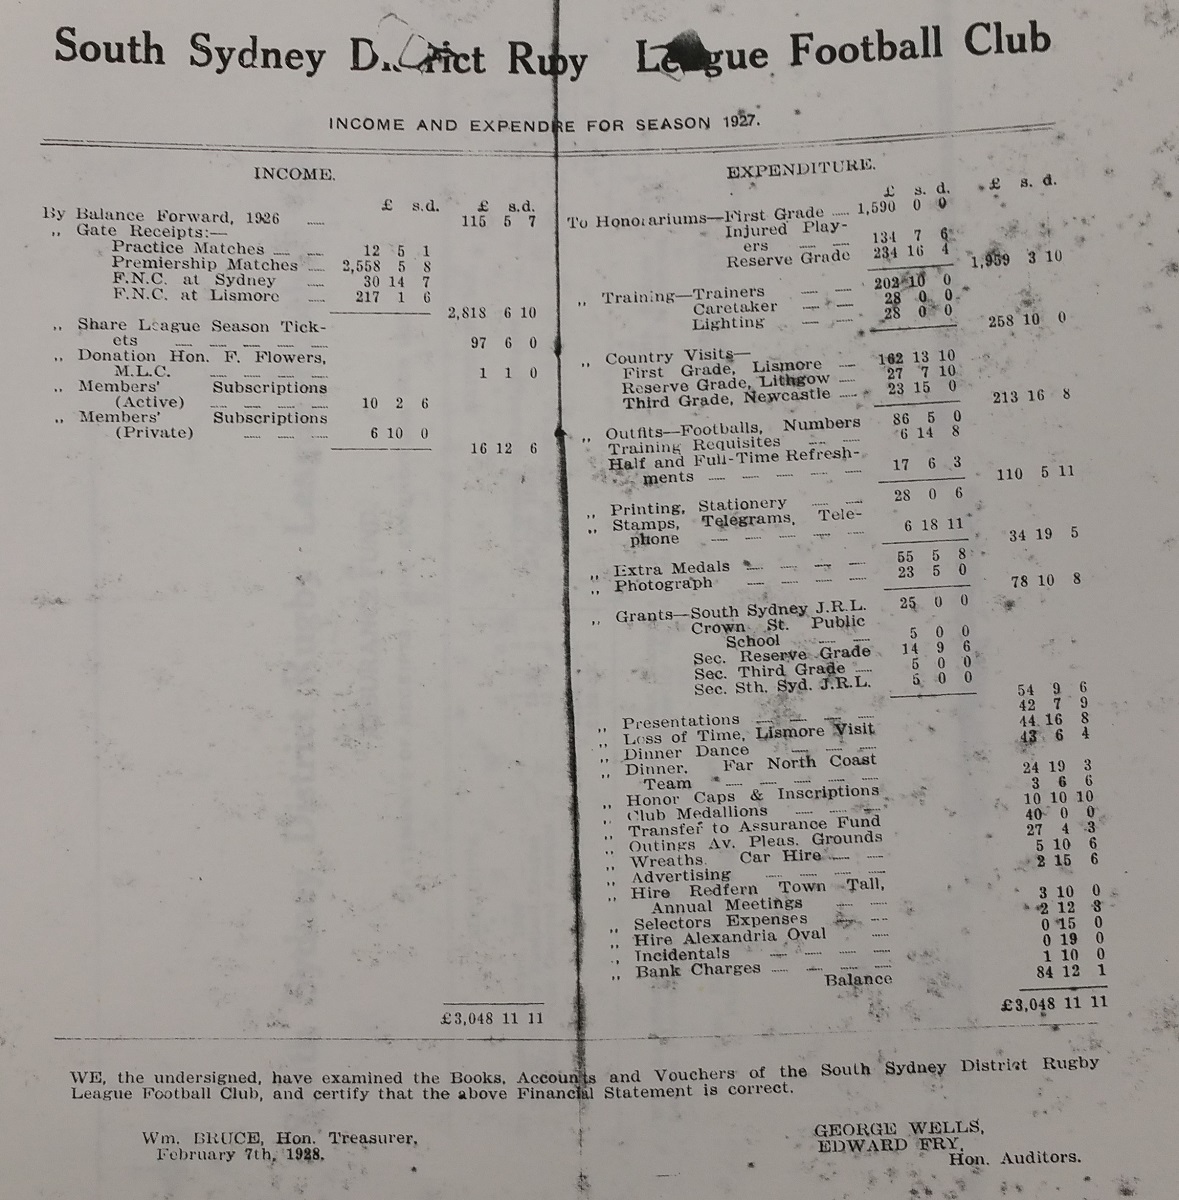 South Sydney D...rict Ruby League Football Club
INCOME AND EXPENDRE FOR SEASON 1927.
INCOME.
£ s.d. £ s.d.
By Balance Forward, 1926 ...... 115 5 7
,, Gate Receipts:—
Practice Matches ...... 12 5 1
Premiership Matches ...... 2,558 5 8
F.N.C. at Sydney ...... 30 14 7
F.N.C. at Lismore ...... 217 1 6
2,818 6 10
,, Share League Season Tick-
ets ...... 97 6 0
,, Donation Hon. F. Flowers,
M.L.C. ...... 1 1 0
,, Members' Subscriptions
(Active) ...... 10 2 6
,, Members' Subscriptions
(Private) ...... 6 10 0
16 12 6
£3,048 11 11
EXPENDITURE.
£ s. d. £ s. d.
To Honorariums—First Grade ...... 1,590 0 0
Injured Play-
ers ...... 134 7 6
Reserve Grade 234 16 4
1,959 3 10
,, Training—Trainers ...... 202 10 0
Caretaker ...... 28 0 0
Lighting ...... 28 0 0
258 10 0
,, Country Visits—
First Grade, Lismore ...... 162 13 10
Reserve Grade, Lithgow ...... 27 7 10
Third Grade, Newcastle ...... 23 15 0
213 16 8
,, Outfits—Footballs, Numbers 86 5 0
Training Requisites ...... 6 14 8
Half and Full-Time Refresh-
ments ...... 17 6 3
110 5 11
,, Printing, Stationery ...... 28 0 6
,, Stamps, Telegrams, Tele-
phone ...... 6 18 11
34 19 5
,, Extra Medals ...... 55 5 8
,, Photograph ...... 23 5 0
78 10 8
,, Grants—South Sydney J.R.L. 25 0 0
Crown St. Public
School ...... 5 0 0
Sec. Reserve Grade 14 9 6
Sec. Third Grade ...... 5 0 0
Sec. Sth. Syd. J.R.L. 5 0 0
54 9 6
,, Presentations ...... 42 7 9
,, Loss of Time, Lismore Visit 44 16 8
,, Dinner Dance ...... 43 6 4
,, Dinner. Far North Coast
Team ...... 24 19 3
,, Honor Caps & Inscriptions 3 6 6
,, Club Medallions ...... 10 10 10
,, Transfer to Assurance Fund 40 0 0
,, Outings Av. Pleas. Grounds 27 4 3
,, Wreaths. Car Hire ...... 5 10 6
,, Advertising ...... 2 15 6
,, Hire Redfern Town Tall,
Annual Meetings ...... 3 10 0
,, Selectors Expenses ...... 2 12 3
,, Hire Alexandria Oval ...... 0 15 0
,, Incidentals ...... 0 19 0
,, Bank Charges ...... 1 10 0
Balance 84 12 1
£3,048 11 11
WE, the undersigned, have examined the Books, Accounts and Vouchers of the South Sydney District Rugby
League Football Club, and certify that the above Financial Statement is correct.
Wm. BRUCE, Hon. Treasurer,
February 7th, 1928.
GEORGE WELLS,
EDWARD FRY,
Hon. Auditors.